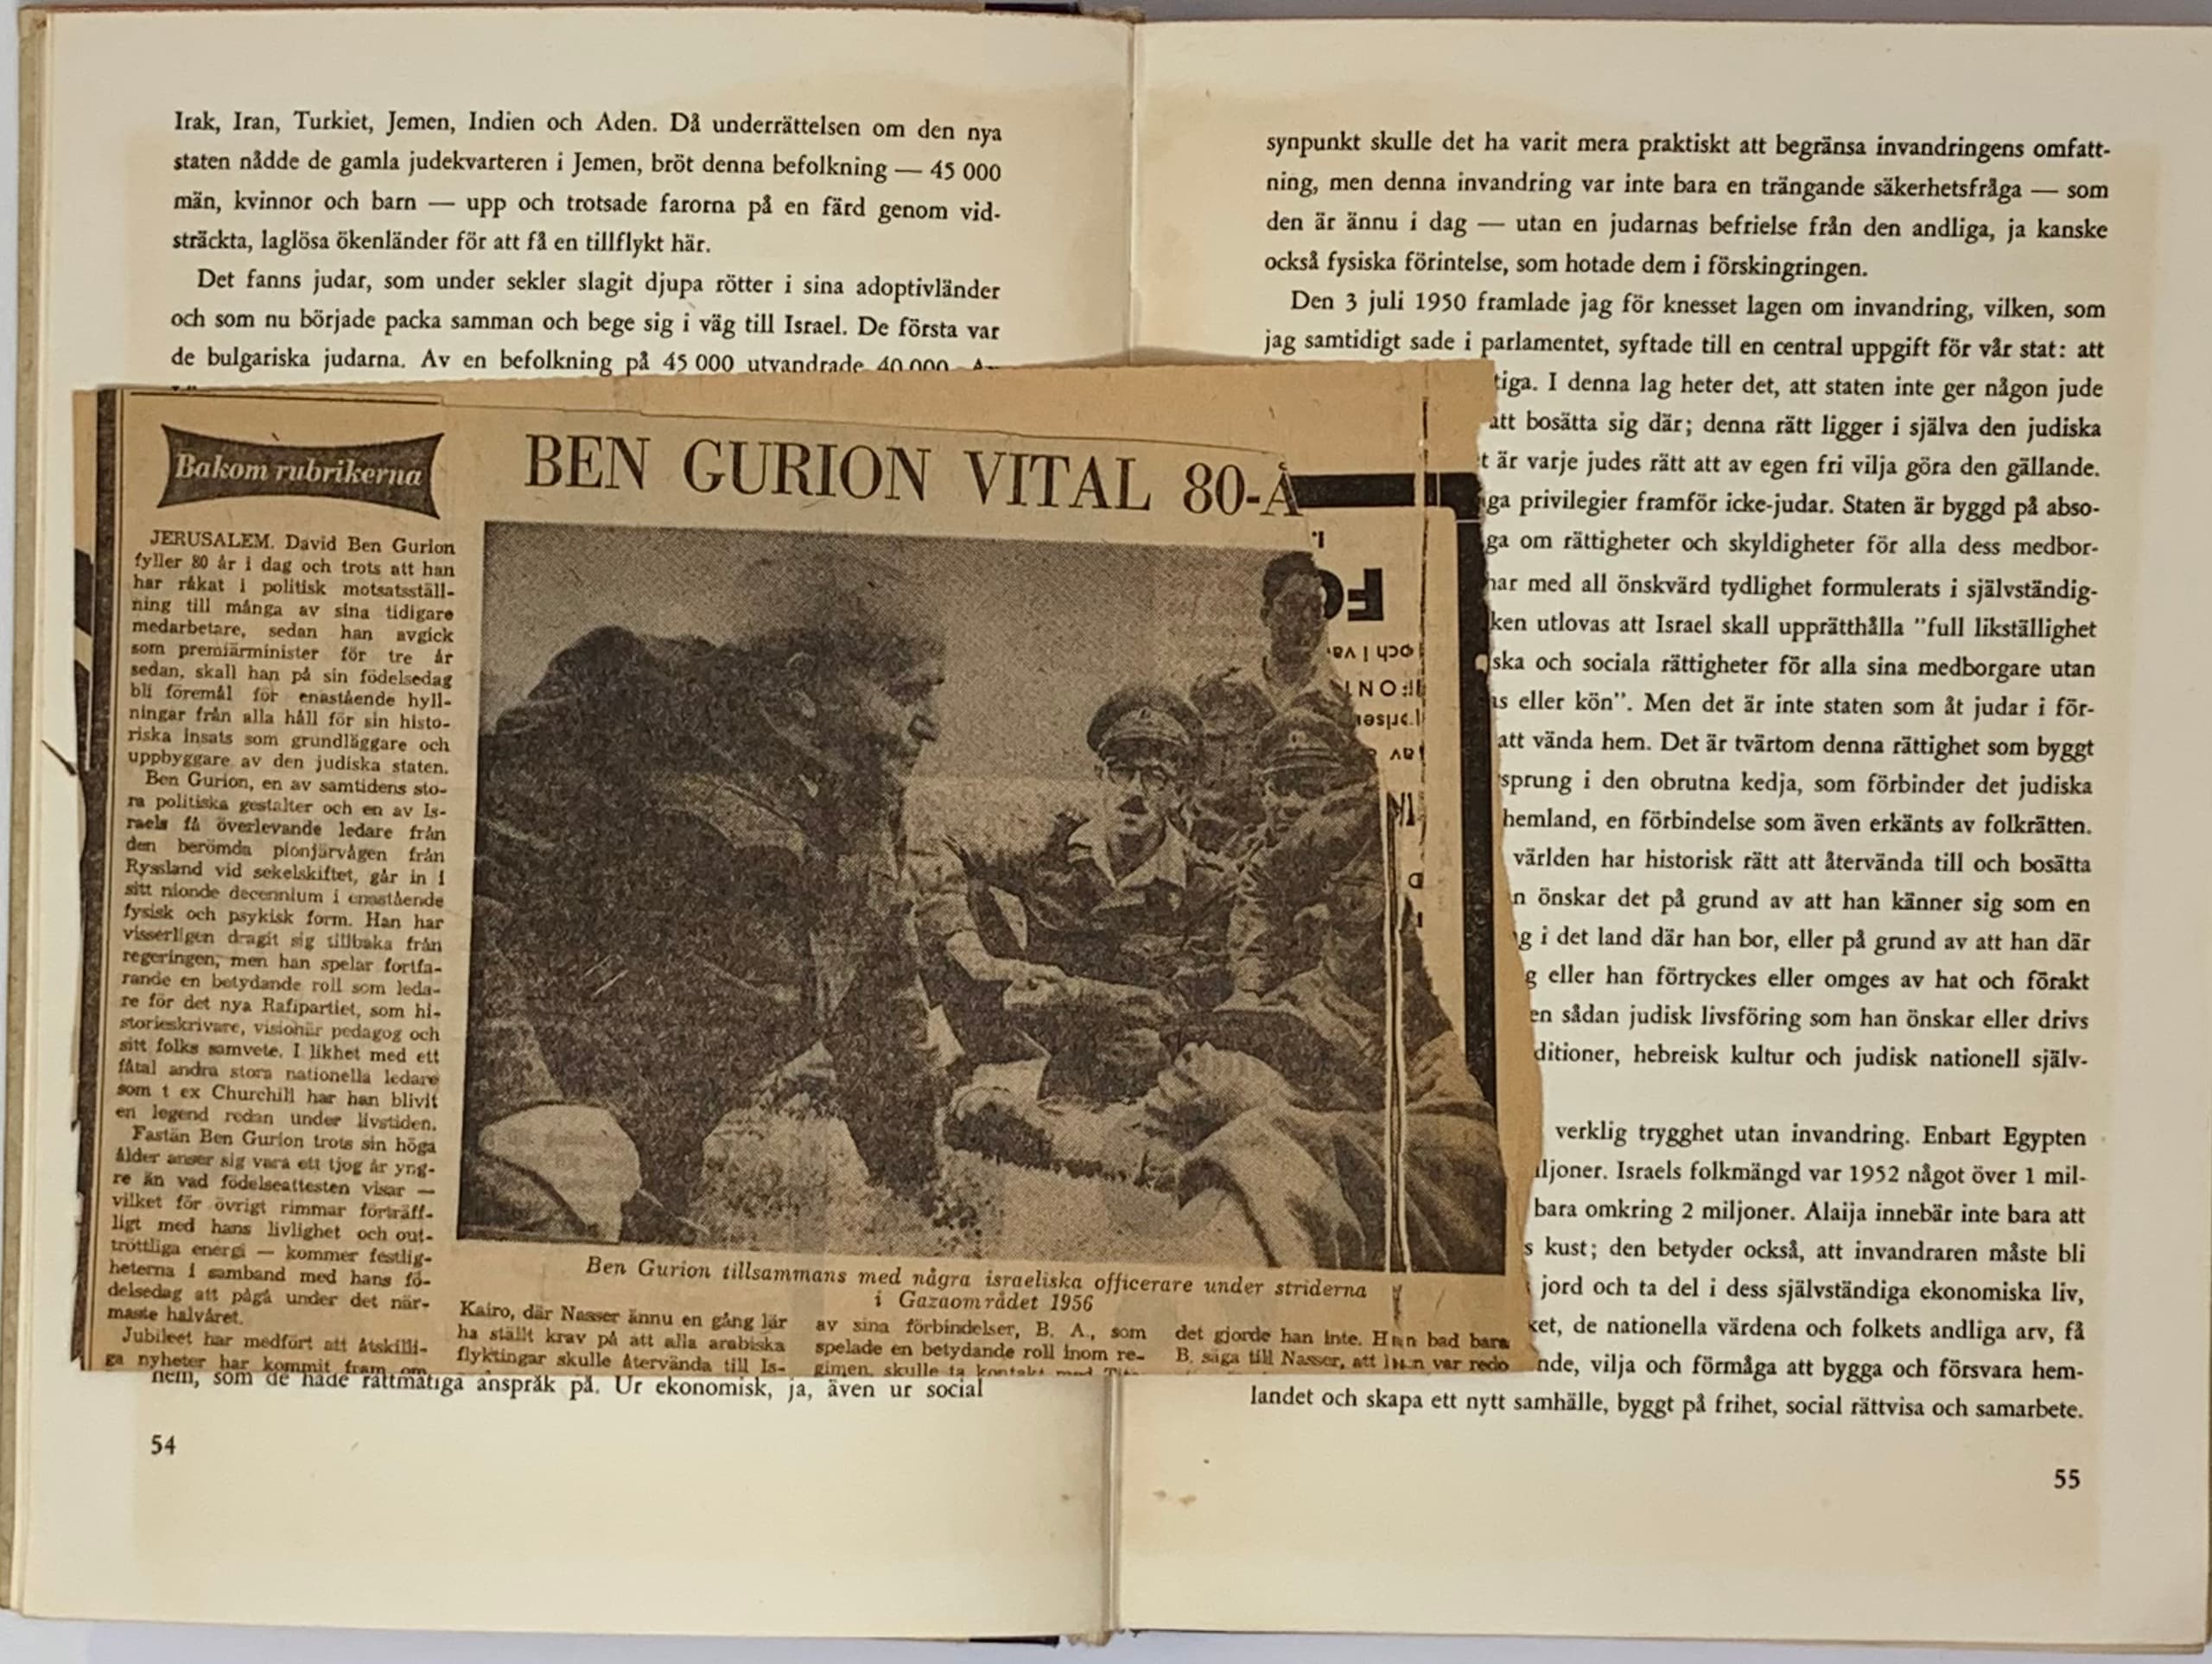 Irak, Iran, Turkiet, Jemen, Indien och Aden. Då underrättelsen om den nya
staten nådde de gamla judekvarteren i Jemen, bröt denna befolkning — 45 000
män, kvinnor och barn — upp och trotsade farorna på en färd genom vid-
sträckta, laglösa ökenländer för att få en tillflykt här.
Det fanns judar, som under sekler slagit djupa rötter i sina adoptivländer
och som nu började packa samman och bege sig i väg till Israel. De första var
de bulgariska judarna. Av en befolkning på 45 000 utvandrade 40 000.
Bakom rubrikerna
BEN GURION VITAL 80-Å
JERUSALEM. David Ben Gurion
fyller 80 år i dag och trots att han
har råkat i politisk motsatsställ-
ning till många av sina tidigare
medarbetare, sedan han avgick
som premiärminister för tre år
sedan, skall han på sin födelsedag
bli föremål för enastående hyll-
ningar från alla håll för sin histo-
riska insats som grundläggare och
uppbyggare av den judiska staten.
Ben Gurion, en av samtidens sto-
ra politiska gestalter och en av Is-
raels få överlevande ledare från
den berömda pionjärvågen från
Ryssland vid sekelskiftet, går in i
sitt nionde decennium i enastående
fysisk och psykisk form. Han har
visserligen dragit sig tillbaka från
regeringen, men han spelar fortfa-
rande en betydande roll som leda-
re för det nya Rafipartiet, som hi-
storieskrivare, visionär pedagog och
sitt folks samvete. I likhet med ett
fåtal andra stora nationella ledare
som t ex Churchill har han blivit
en legend redan under livstiden.
Fastän Ben Gurion trots sin höga
ålder anser sig vara ett tjog år yng-
re än vad födelseattesten visar —
vilket för övrigt rimmar förträff-
ligt med hans livlighet och out-
tröttliga energi — kommer festlig-
heterna i samband med hans fö-
delsedag att pågå under det när-
maste halvåret.
Jubileet har medfört att åtskilli-
ga nyheter har kommit fram om
Ben Gurion tillsammans med några israeliska officerare under striderna
i Gazaområdet 1956
Kairo, där Nasser ännu en gång lär
ha ställt krav på att alla arabiska
flyktingar skulle återvända till Is-
av sina förbindelser, B. A., som
spelade en betydande roll inom re-
gimen, skulle ta kontakt med
det gjorde han inte. Han bad bara
B. säga till Nasser, att han var redo
hem, som de hade rättmätiga anspråk på. Ur ekonomisk, ja, även ur social
54
synpunkt skulle det ha varit mera praktiskt att begränsa invandringens omfatt-
ning, men denna invandring var inte bara en trängande säkerhetsfråga — som
den är ännu i dag — utan en judarnas befrielse från den andliga, ja kanske
också fysiska förintelse, som hotade dem i förskingringen.
Den 3 juli 1950 framlade jag för knesset lagen om invandring, vilken, som
jag samtidigt sade i parlamentet, syftade till en central uppgift för vår stat: att
tiga. I denna lag heter det, att staten inte ger någon jude
att bosätta sig där; denna rätt ligger i själva den judiska
t är varje judes rätt att av egen fri vilja göra den gällande.
ga privilegier framför icke-judar. Staten är byggd på abso-
ga om rättigheter och skyldigheter för alla dess medbor-
har med all önskvärd tydlighet formulerats i självständig-
ken utlovas att Israel skall upprätthålla "full likställighet
ska och sociala rättigheter för alla sina medborgare utan
s eller kön". Men det är inte staten som åt judar i för-
att vända hem. Det är tvärtom denna rättighet som byggt
sprung i den obrutna kedja, som förbinder det judiska
hemland, en förbindelse som även erkänts av folkrätten.
världen har historisk rätt att återvända till och bosätta
n önskar det på grund av att han känner sig som en
g i det land där han bor, eller på grund av att han där
g eller han förtryckes eller omges av hat och förakt
en sådan judisk livsföring som han önskar eller drivs
ditioner, hebreisk kultur och judisk nationell själv-
verklig trygghet utan invandring. Enbart Egypten
ljoner. Israels folkmängd var 1952 något över 1 mil-
bara omkring 2 miljoner. Alaija innebär inte bara att
s kust; den betyder också, att invandraren måste bli
jord och ta del i dess självständiga ekonomiska liv,
ket, de nationella värdena och folkets andliga arv, få
nde, vilja och förmåga att bygga och försvara hem-
landet och skapa ett nytt samhälle, byggt på frihet, social rättvisa och samarbete.
55